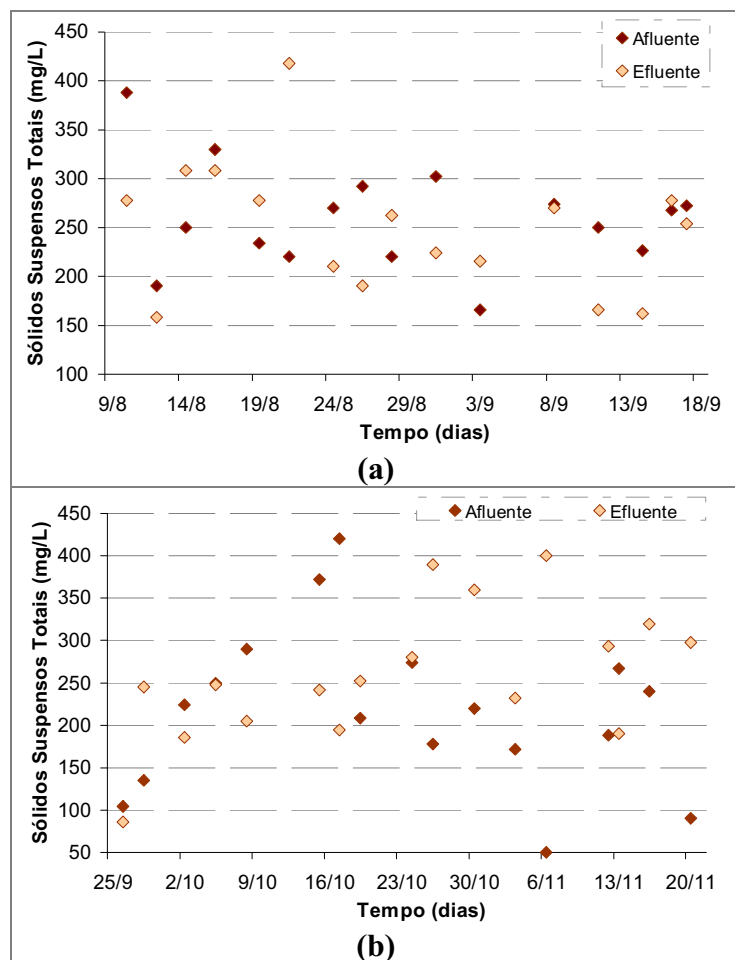 Sólidos Suspensos Totais (mg/L)
450
400
350
300
250
200
150
100
Afluente
Efluente
9/8 14/8 19/8 24/8 29/8 3/9 8/9 13/9 18/9
Tempo (dias)
(a)
Sólidos Suspensos Totais (mg/L)
450
400
350
300
250
200
150
100
50
Afluente Efluente
25/9 2/10 9/10 16/10 23/10 30/10 6/11 13/11 20/11
Tempo (dias)
(b)